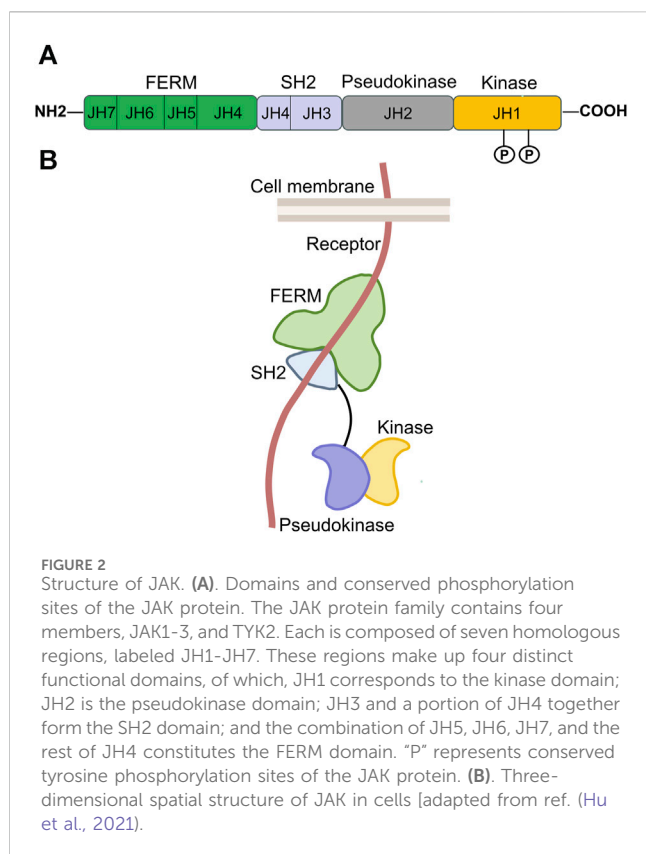 A
FERM SH2 Pseudokinase Kinase
NH2 JH7 JH6 JH5 JH4 JH4 JH3 JH2 JH1 COOH
P P
B
Cell membrane
Receptor
FERM
SH2
Kinase
Pseudokinase
FIGURE 2
Structure of JAK. (A). Domains and conserved phosphorylation
sites of the JAK protein. The JAK protein family contains four
members, JAK1-3, and TYK2. Each is composed of seven homologous
regions, labeled JH1-JH7. These regions make up four distinct
functional domains, of which, JH1 corresponds to the kinase domain;
JH2 is the pseudokinase domain; JH3 and a portion of JH4 together
form the SH2 domain; and the combination of JH5, JH6, JH7, and the
rest of JH4 constitutes the FERM domain. "P" represents conserved
tyrosine phosphorylation sites of the JAK protein. (B). Three-
dimensional spatial structure of JAK in cells [adapted from ref. (Hu
et al., 2021).